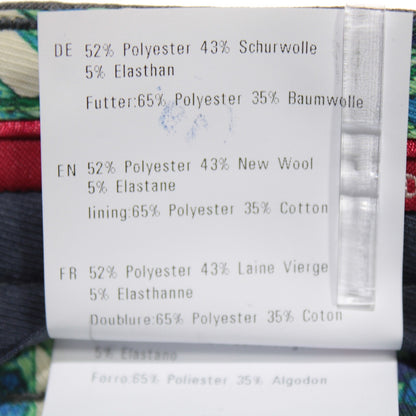 DE 52% Polyester 43% Schurwolle
5% Elasthan
Futter:65% Polyester 35% Baumwolle
EN 52% Polyester 43% New Wool
5% Elastane
lining:65% Polyester 35% Cotton
FR 52% Polyester 43% Laine Vierge
5% Elasthanne
Doublure:65% Polyester 35% Coton
5% Elastano
Forro:65% Poliester 35% Algodon